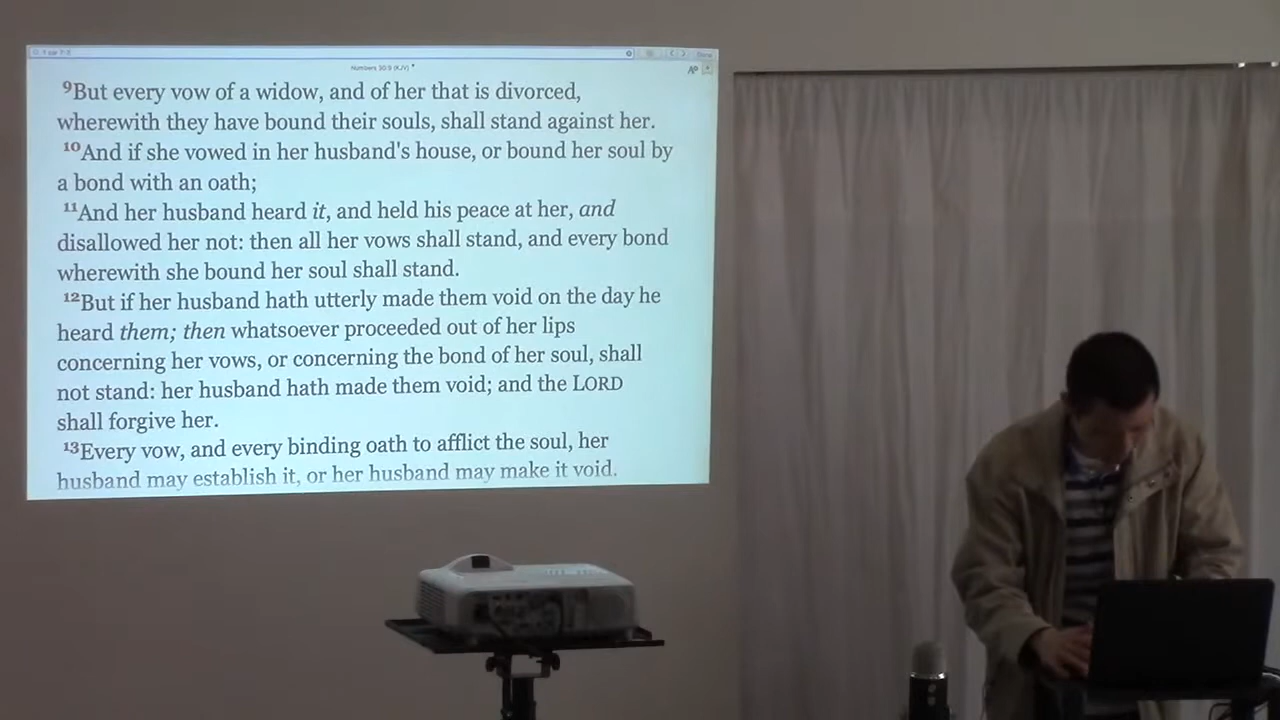 Numbers 30:9 (KJV)
9But every vow of a widow, and of her that is divorced,
wherewith they have bound their souls, shall stand against her.
10And if she vowed in her husband's house, or bound her soul by
a bond with an oath;
11And her husband heard it, and held his peace at her, and
disallowed her not: then all her vows shall stand, and every bond
wherewith she bound her soul shall stand.
12But if her husband hath utterly made them void on the day he
heard them; then whatsoever proceeded out of her lips
concerning her vows, or concerning the bond of her soul, shall
not stand: her husband hath made them void; and the LORD
shall forgive her.
13Every vow, and every binding oath to afflict the soul, her
husband may establish it, or her husband may make it void.